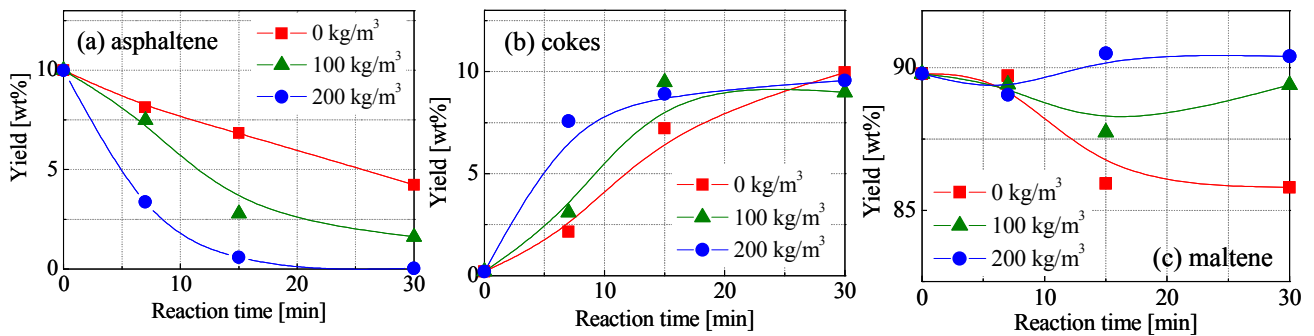 (a) asphaltene
0 kg/m³
100 kg/m³
200 kg/m³
Yield [wt%]
10
5
0
0 10 20 30
Reaction time [min]
(b) cokes
0 kg/m³
100 kg/m³
200 kg/m³
Yield [wt%]
10
5
0
0 10 20 30
Reaction time [min]
0 kg/m³
100 kg/m³
200 kg/m³
(c) maltene
Yield [wt%]
90
85
0 10 20 30
Reaction time [min]